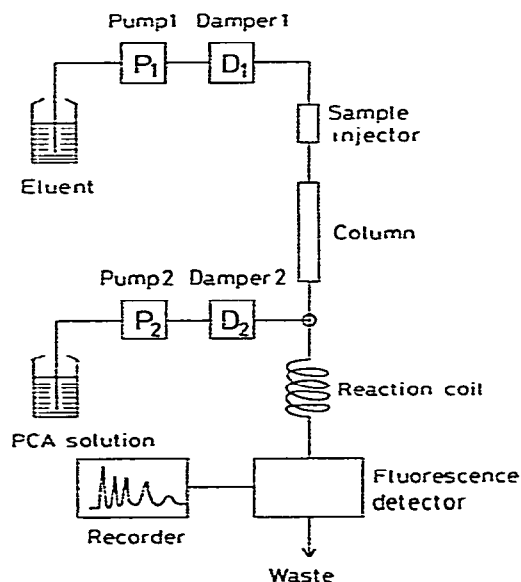 Pump1 Damper1
P1 D1
Sample
injector
Eluent
Column
Pump2 Damper2
P2 D2
Reaction coil
PCA solution
Fluorescence
detector
Recorder
Waste